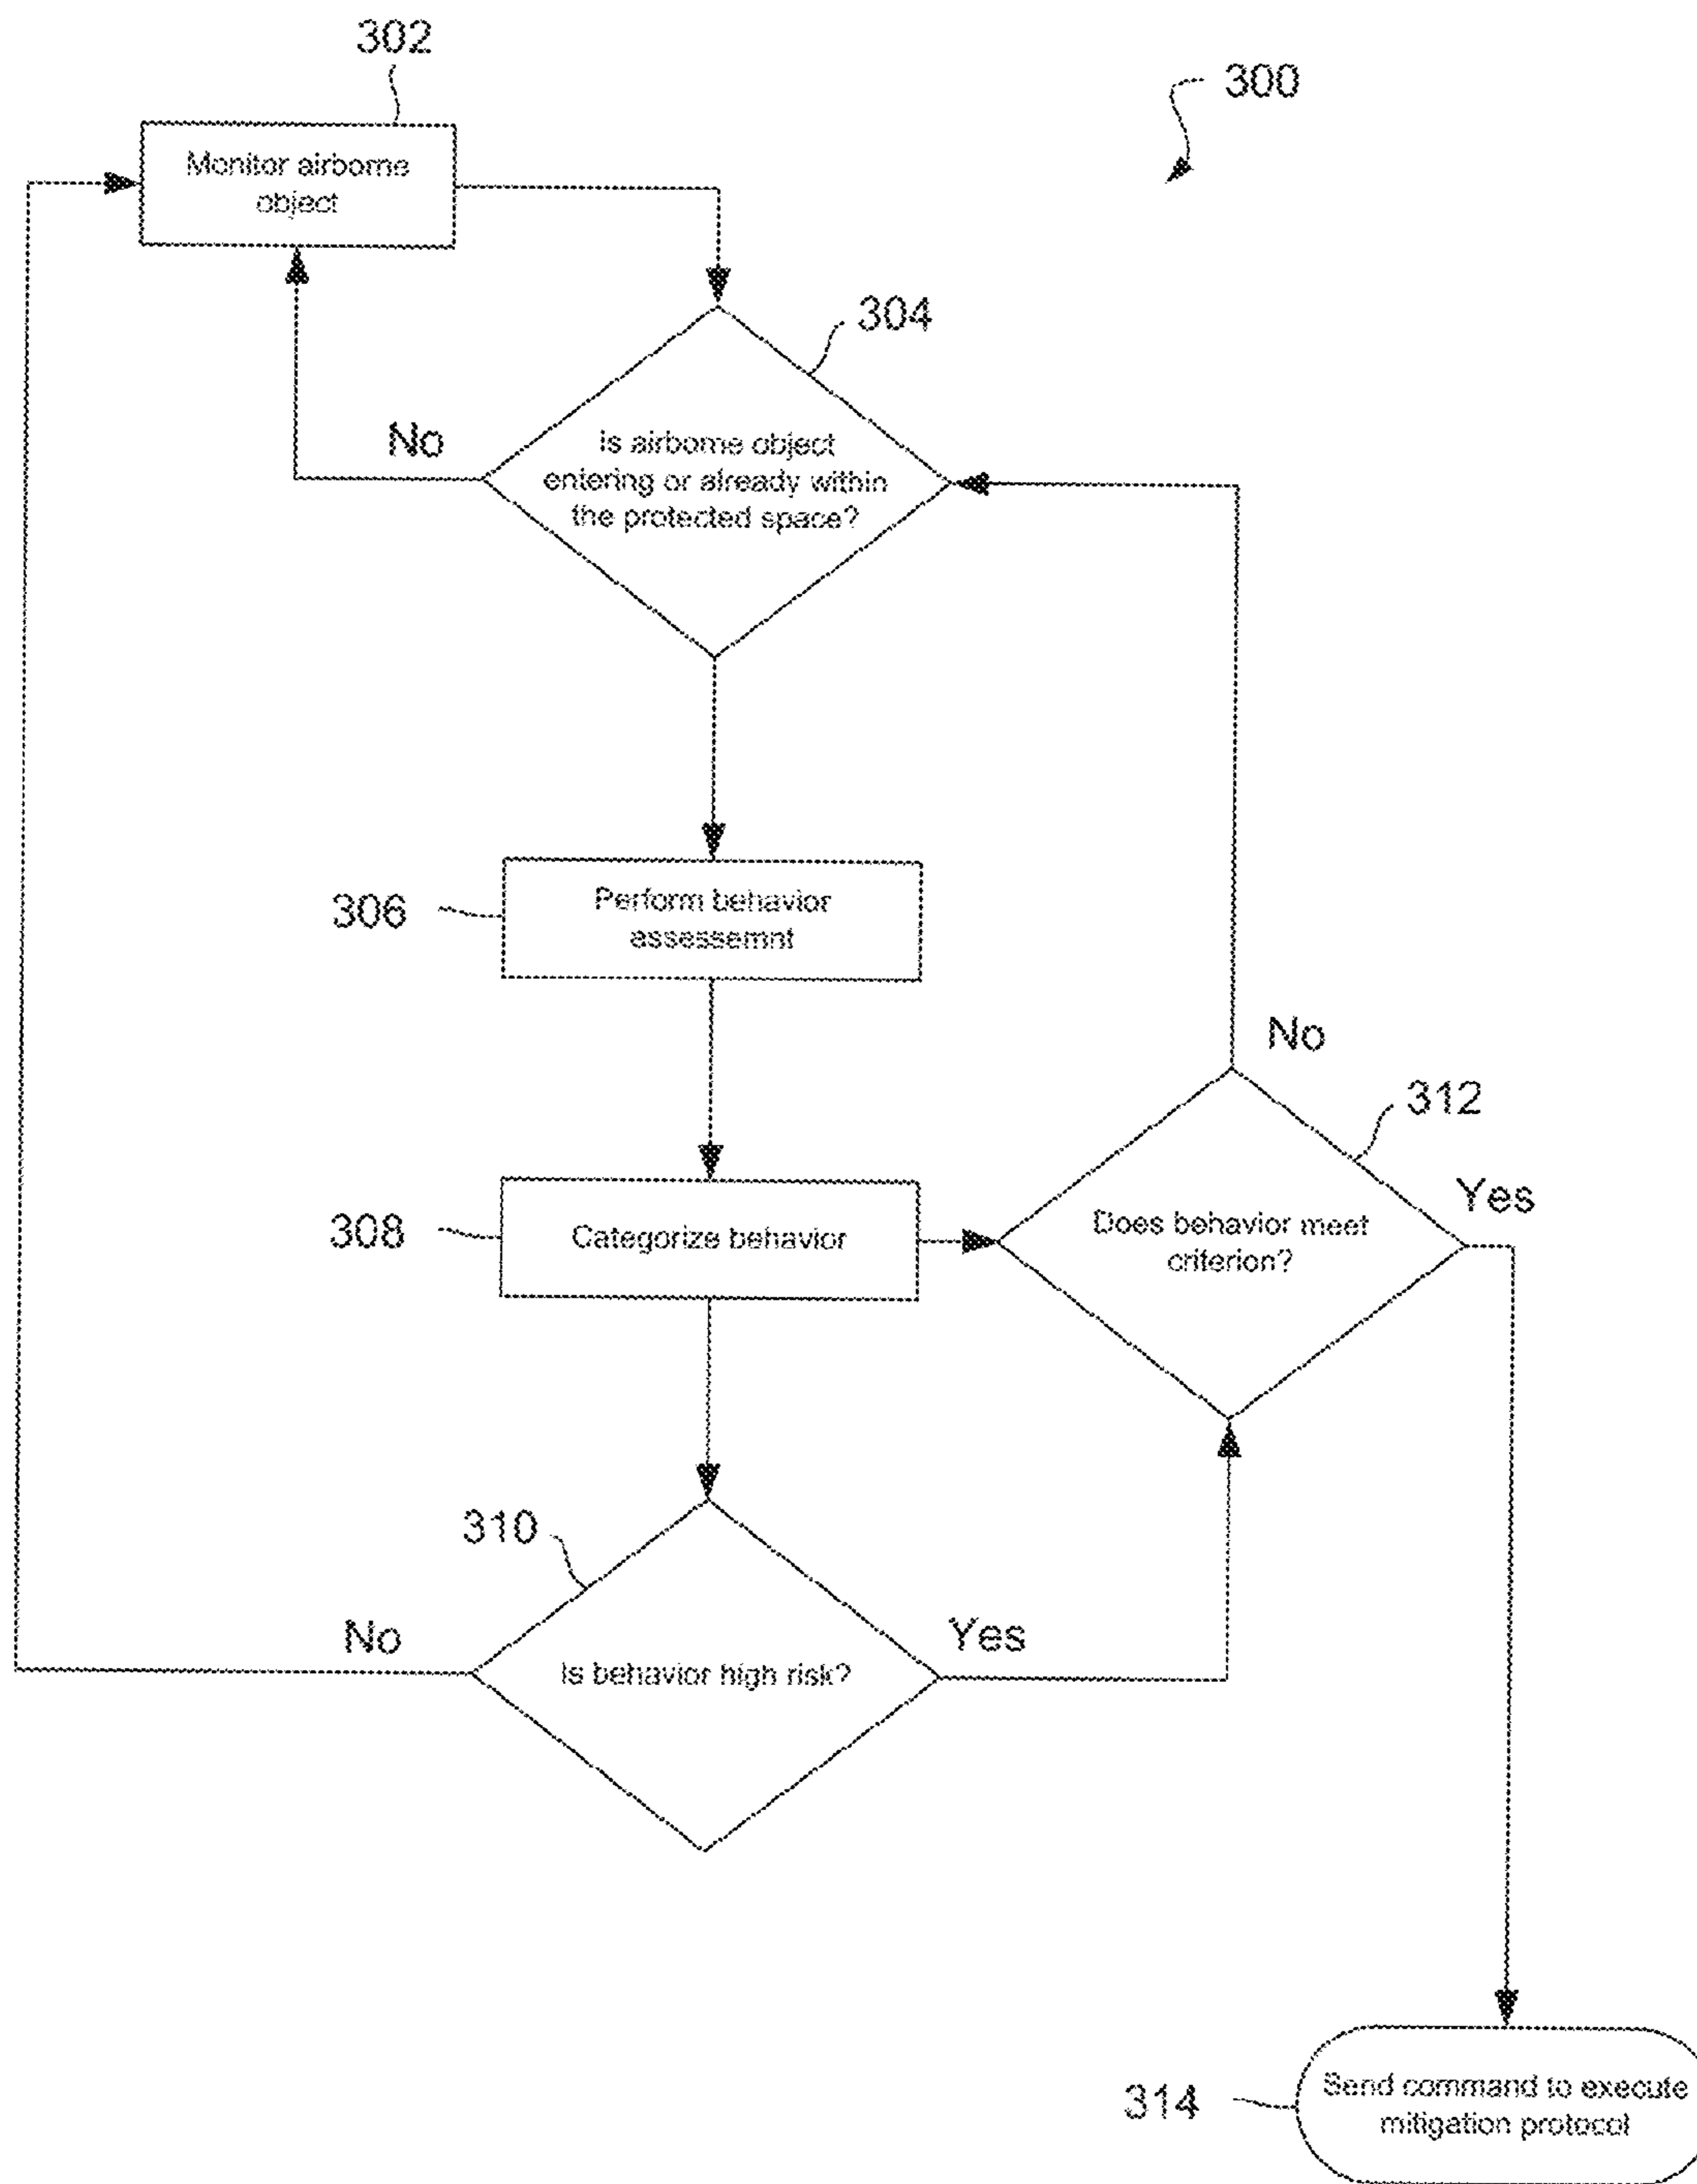 302
300
Monitor airborne
object
304
No
Is airborne object
entering or already within
the protected space?
306
Perform behavior
assessemnt
No
312
Yes
308
Categorize behavior
Does behavior meet
criterion?
310
No
Yes
Is behavior high risk?
314
Send command to execute
mitigation protocol